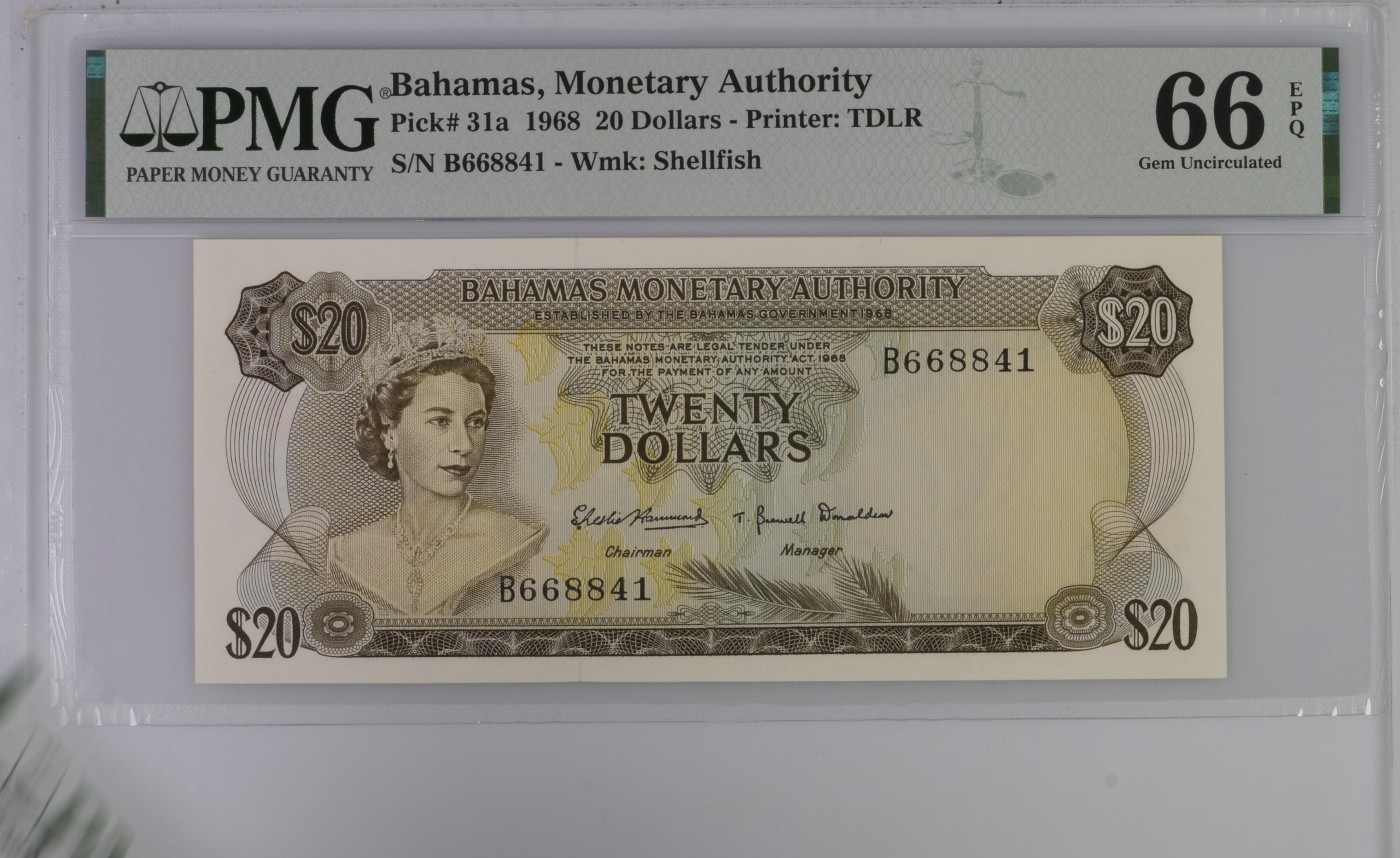 PMG®
PAPER MONEY GUARANTY
Bahamas, Monetary Authority
Pick# 31a 1968 20 Dollars - Printer: TDLR
S/N B668841 - Wmk: Shellfish
66
EPQ
Gem Uncirculated
$20
BAHAMAS MONETARY AUTHORITY
$20
ESTABLISHED BY THE BAHAMAS GOVERNMENT 1968
THESE NOTES ARE LEGAL TENDER UNDER
THE BAHAMAS MONETARY AUTHORITY ACT. 1968
FOR THE PAYMENT OF ANY AMOUNT
B668841
TWENTY
DOLLARS
T. Donaldson
Chairman
Manager
B668841
$20
$20